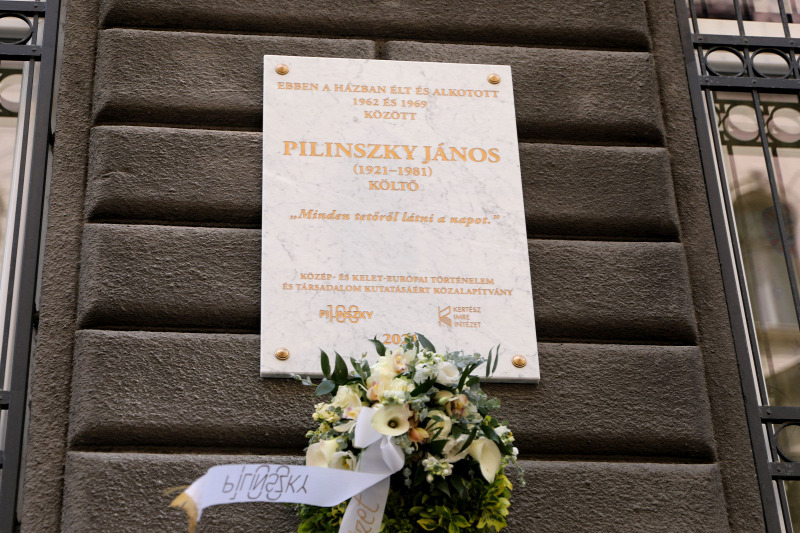 EBBEN A HÁZBAN ÉLT ÉS ALKOTOTT
1962 ÉS 1969
KÖZÖTT
PILINSZKY JÁNOS
(1921–1981)
KÖLTŐ
„Minden tetőről látni a napot.”
KÖZÉP- ÉS KELET-EURÓPAI TÖRTÉNELEM
ÉS TÁRSADALOM KUTATÁSÁÉRT KÖZALAPÍTVÁNY
100
PILINSZKY
KERTÉSZ
IMRE
INTÉZET
PILINSZKY